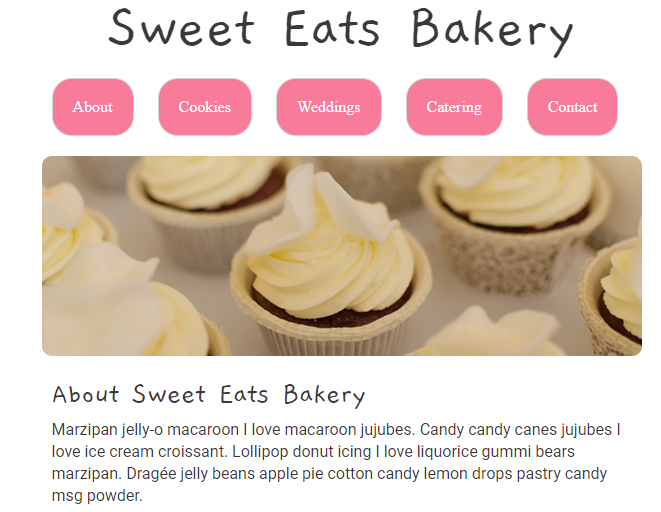 Sweet Eats Bakery
About Cookies Weddings Catering Contact
About Sweet Eats Bakery
Marzipan jelly-o macaroon I love macaroon jujubes. Candy candy canes jujubes I
love ice cream croissant. Lollipop donut icing I love liquorice gummi bears
marzipan. Dragée jelly beans apple pie cotton candy lemon drops pastry candy
msg powder.